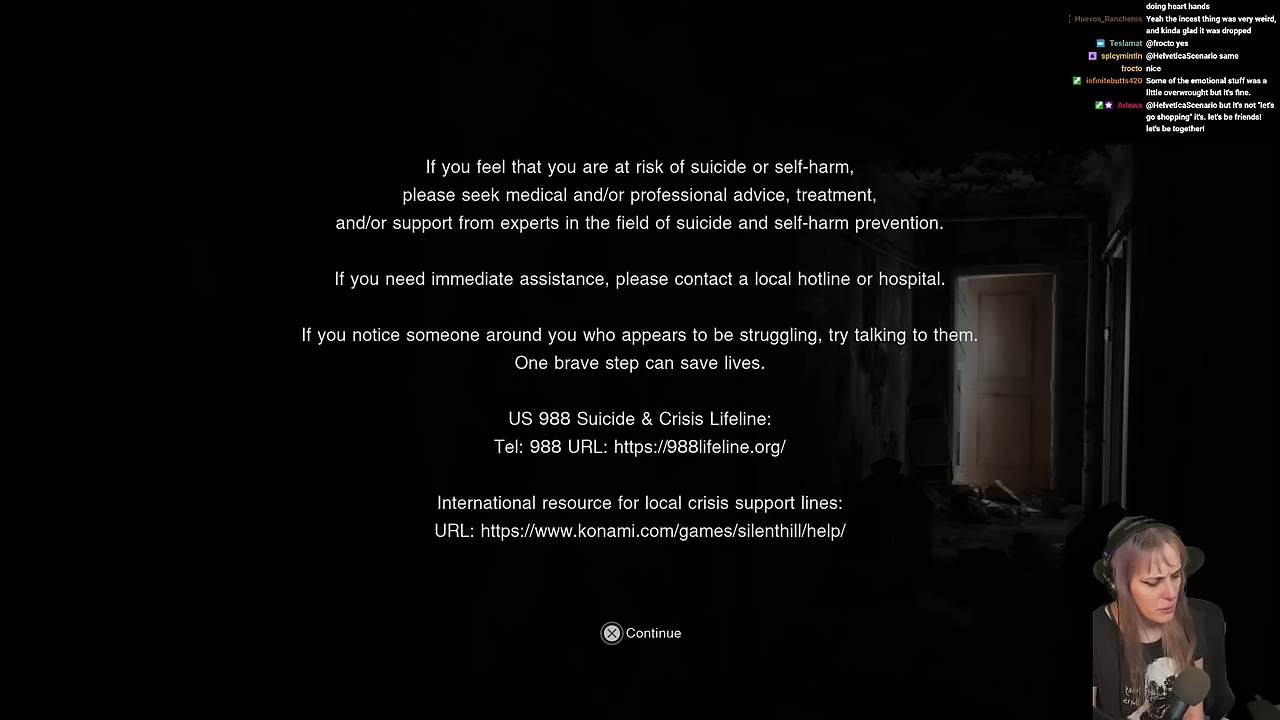 doing heart hands
Huevos_Rancheros Yeah the incest thing was very weird,
and kinda glad it was dropped
Teslamat @frocto yes
spicymintin @HelveticaScenario same
frocto nice
infinitebutts420 Some of the emotional stuff was a
little overwrought but it's fine.
Ariowa @HelveticaScenario but it's not "let's
go shopping" it's. let's be friends!
let's be together!
If you feel that you are at risk of suicide or self-harm,
please seek medical and/or professional advice, treatment,
and/or support from experts in the field of suicide and self-harm prevention.
If you need immediate assistance, please contact a local hotline or hospital.
If you notice someone around you who appears to be struggling, try talking to them.
One brave step can save lives.
US 988 Suicide & Crisis Lifeline:
Tel: 988 URL: https://988lifeline.org/
International resource for local crisis support lines:
URL: https://www.konami.com/games/silenthill/help/
Continue